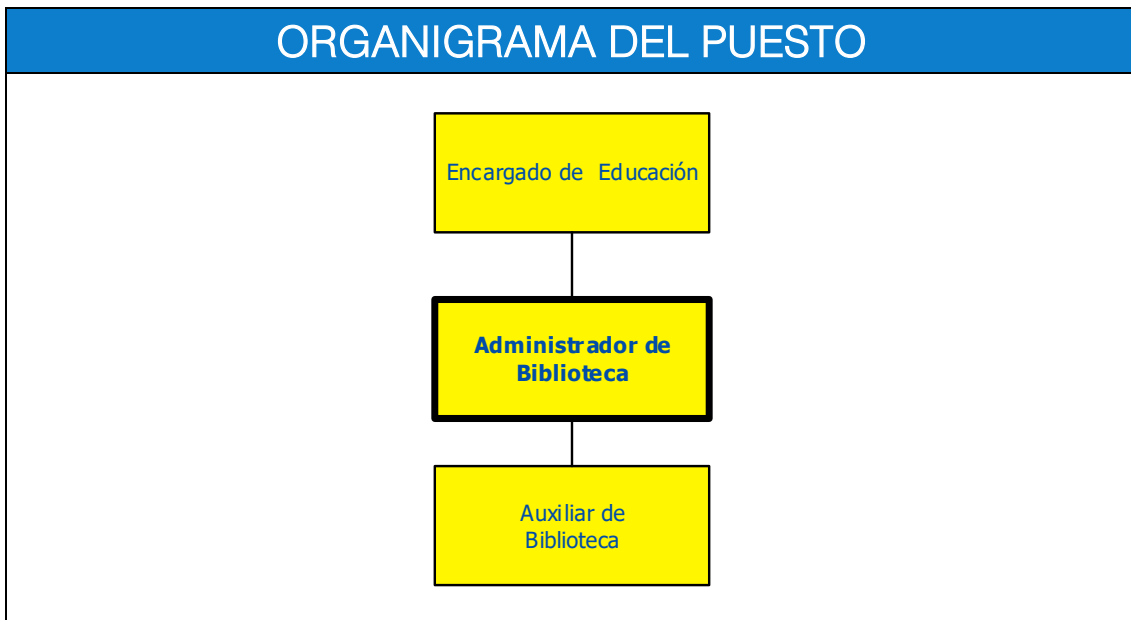 ORGANIGRAMA DEL PUESTO
Encargado de Educación
Administrador de
Biblioteca
Auxiliar de
Biblioteca